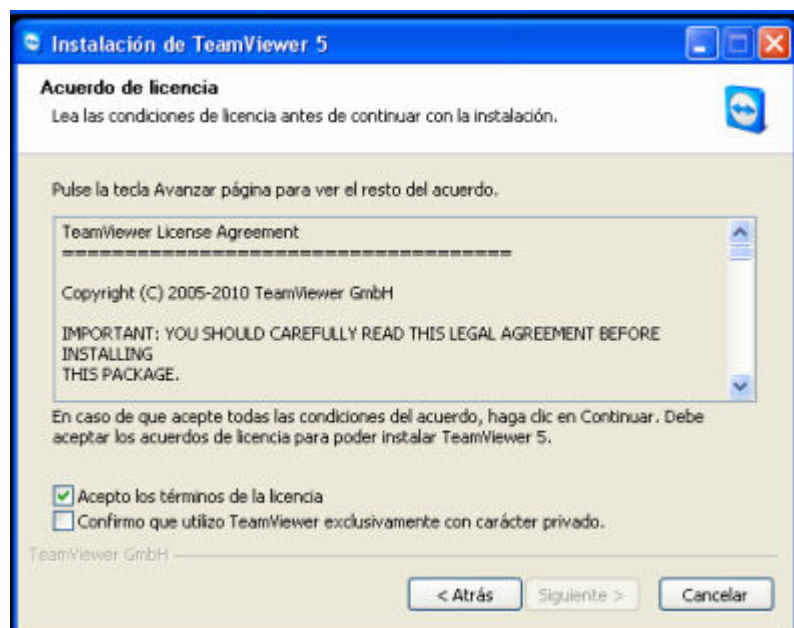 Instalación de TeamViewer 5
Acuerdo de licencia
Lea las condiciones de licencia antes de continuar con la instalación.
Pulse la tecla Avanzar página para ver el resto del acuerdo.
TeamViewer License Agreement
======================================
Copyright (C) 2005-2010 TeamViewer GmbH
IMPORTANT: YOU SHOULD CAREFULLY READ THIS LEGAL AGREEMENT BEFORE
INSTALLING
THIS PACKAGE.
En caso de que acepte todas las condiciones del acuerdo, haga clic en Continuar. Debe
aceptar los acuerdos de licencia para poder instalar TeamViewer 5.
Acepto los términos de la licencia
Confirmo que utilizo TeamViewer exclusivamente con carácter privado.
TeamViewer GmbH
< Atrás Siguiente > Cancelar